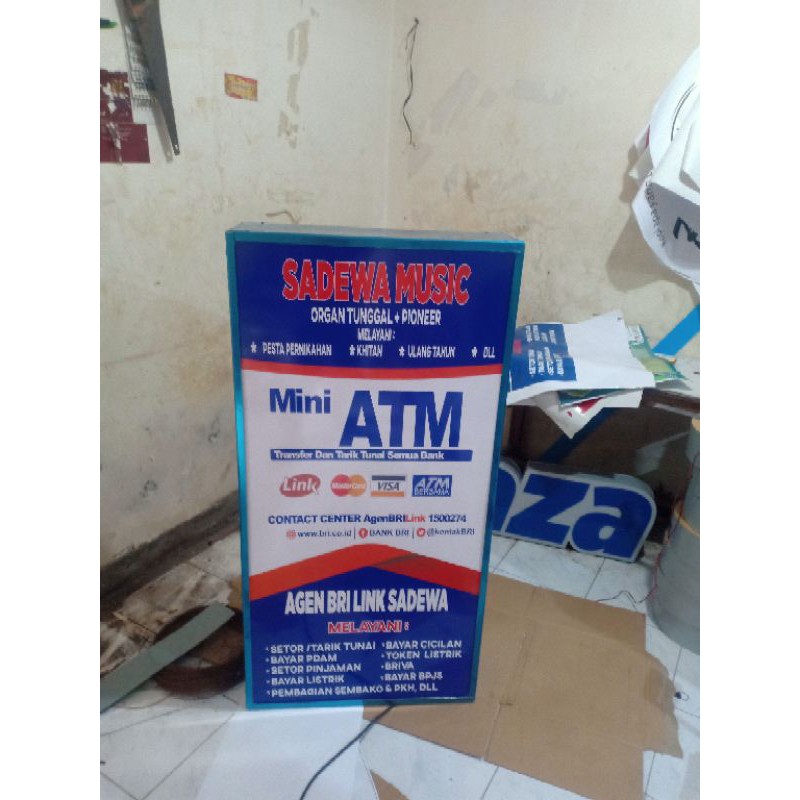 SADEWA MUSIC
ORGAN TUNGGAL + PIONEER
MELAYANI :
* PESTA PERNIKAHAN * KHITAN * ULANG TAHUN * DLL
Mini ATM
Transfer Dan Tarik Tunai Semua Bank
Link MasterCard VISA ATM BERSAMA
CONTACT CENTER AgenBRILink 1500274
www.bri.co.id | BANK BRI | @kontakBRI
AGEN BRI LINK SADEWA
MELAYANI :
• SETOR /TARIK TUNAI • BAYAR CICILAN
• BAYAR PDAM • TOKEN LISTRIK
• SETOR PINJAMAN • BRIVA
• BAYAR LISTRIK • BAYAR BPJS
• PEMBAGIAN SEMBAKO & PKH, DLL
aza